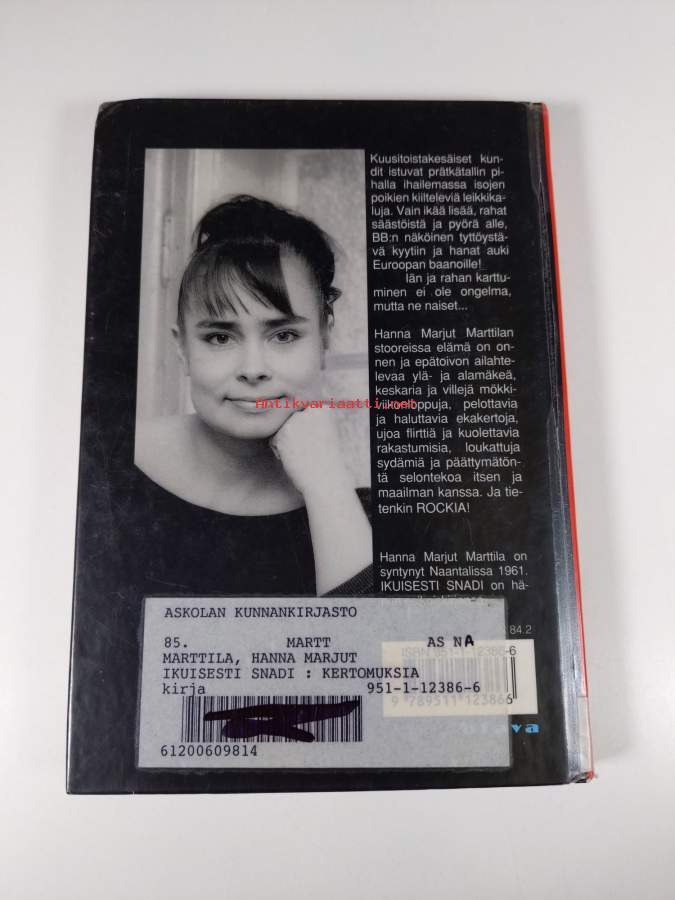 Kuusitoistakesäiset kun-
dit istuvat prätkätallin pi-
halla ihailemassa isojen
poikien kiilteleviä leikkika-
luja. Vain ikää lisää, rahat
säästöistä ja pyörä alle,
BB:n näköinen tyttöystä-
vä kyytiin ja hanat auki
Euroopan baanoille!
Iän ja rahan karttu-
minen ei ole ongelma,
mutta ne naiset...
Hanna Marjut Marttilan
stooreissa elämä on on-
nen ja epätoivon ailahte-
levaa ylä- ja alamäkeä,
keskaria ja villejä mökki-
viikonloppuja, pelottavia
ja haluttavia ekakertoja,
ujoa flirttiä ja kuolettavia
rakastumisia, loukattuja
sydämiä ja päättymätön-
tä selontekoa itsen ja
maailman kanssa. Ja tie-
tenkin ROCKIA!
Antikvariaatti.net
Hanna Marjut Marttila on
syntynyt Naantalissa 1961.
IKUISESTI SNADI on hä-
84.2
ASKOLAN KUNNANKIRJASTO
85. MARTT AS NA
MARTTILA, HANNA MARJUT
IKUISESTI SNADI : KERTOMUKSIA
kirja 951-1-12386-6
61200609814
9 789511 123866